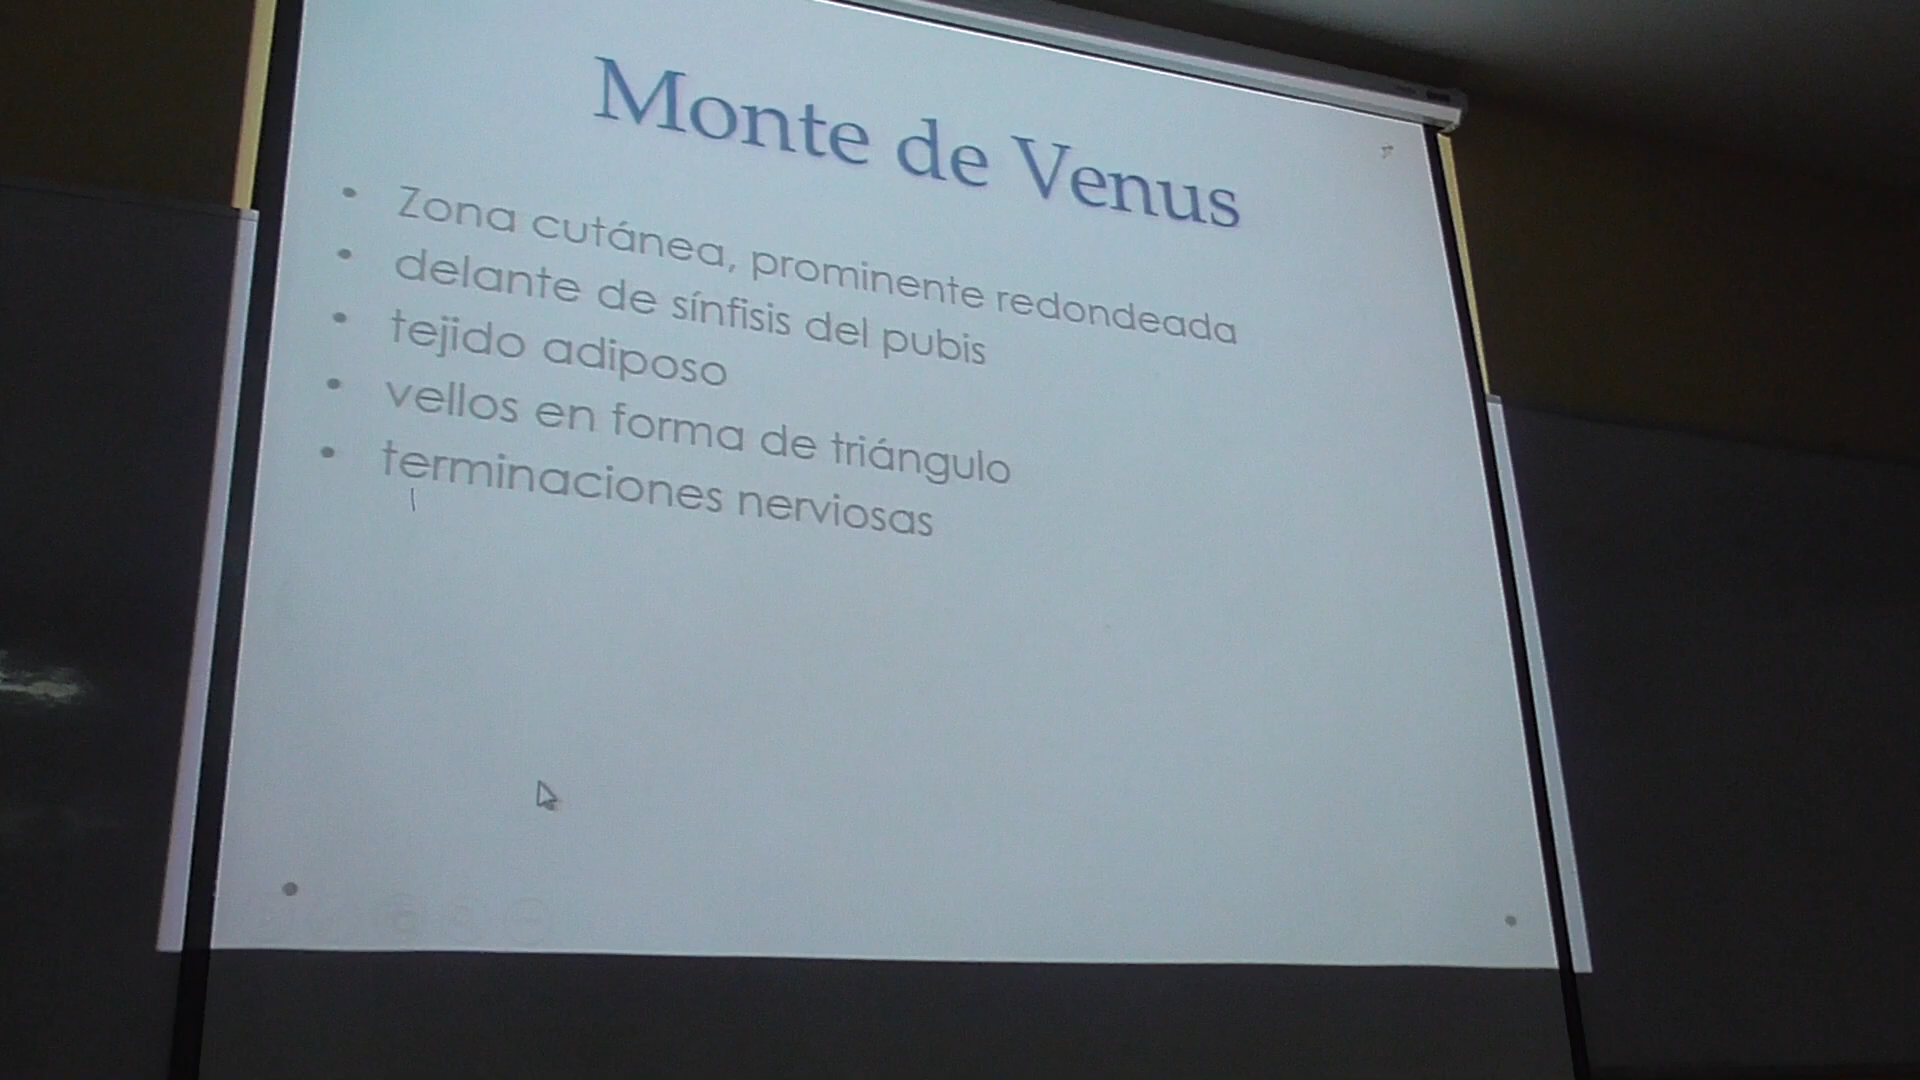 Monte de Venus
• Zona cutánea, prominente redondeada
• delante de sínfisis del pubis
• tejido adiposo
• vellos en forma de triángulo
• terminaciones nerviosas